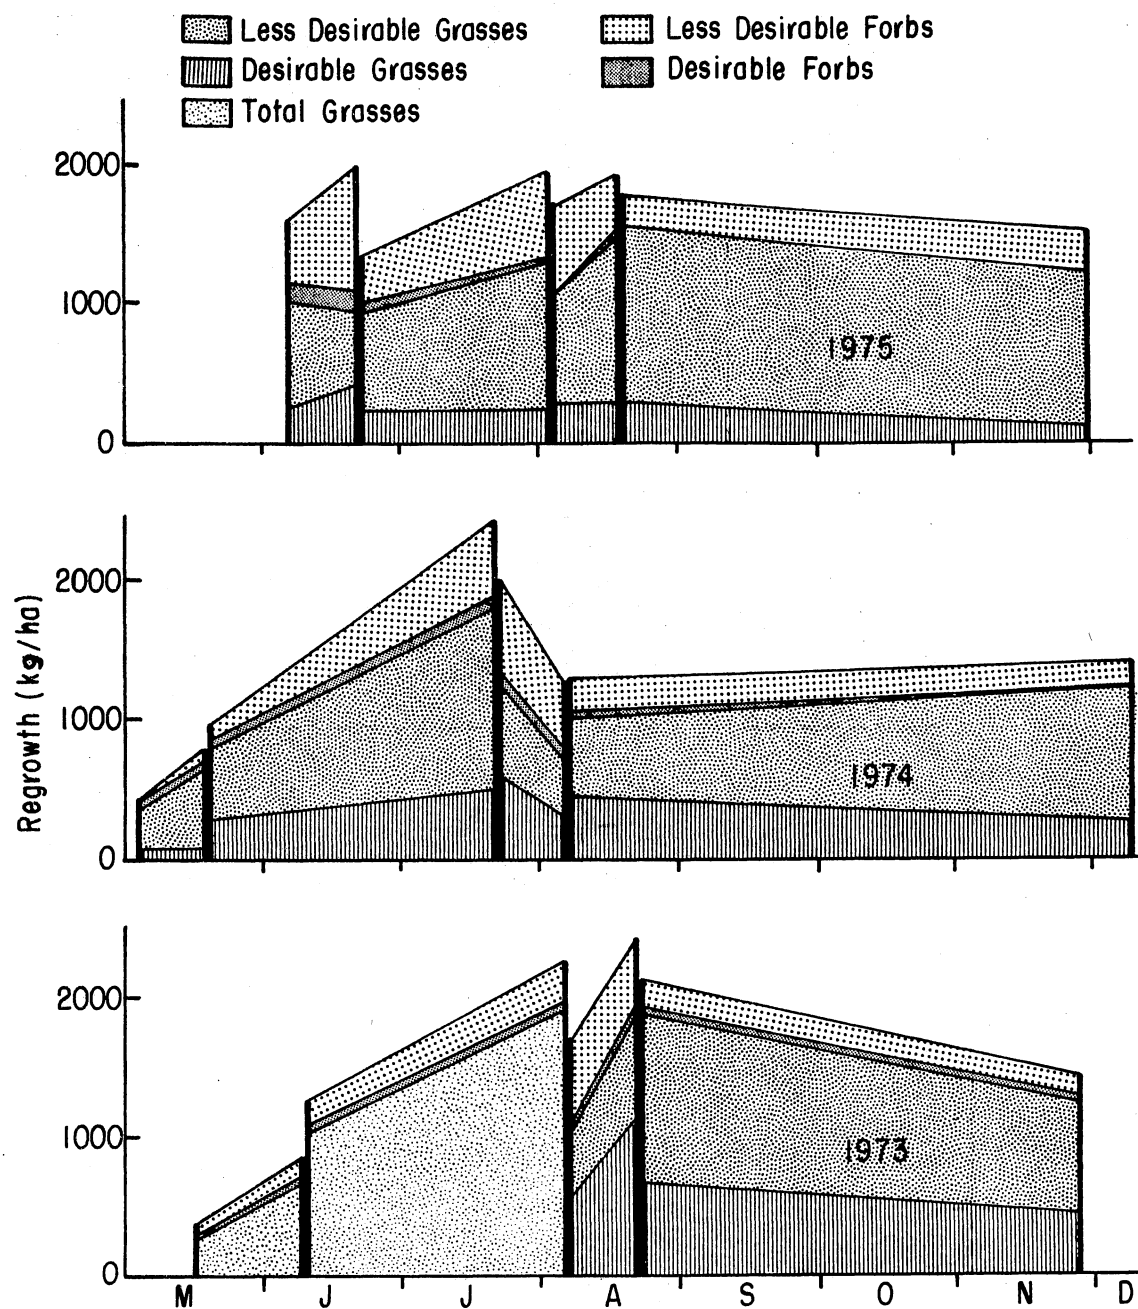 Less Desirable Grasses Less Desirable Forbs
Desirable Grasses Desirable Forbs
Total Grasses
2000
1000
0
1975
Regrowth (kg/ha)
2000
1000
0
1974
2000
1000
0
1973
M J J A S O N D